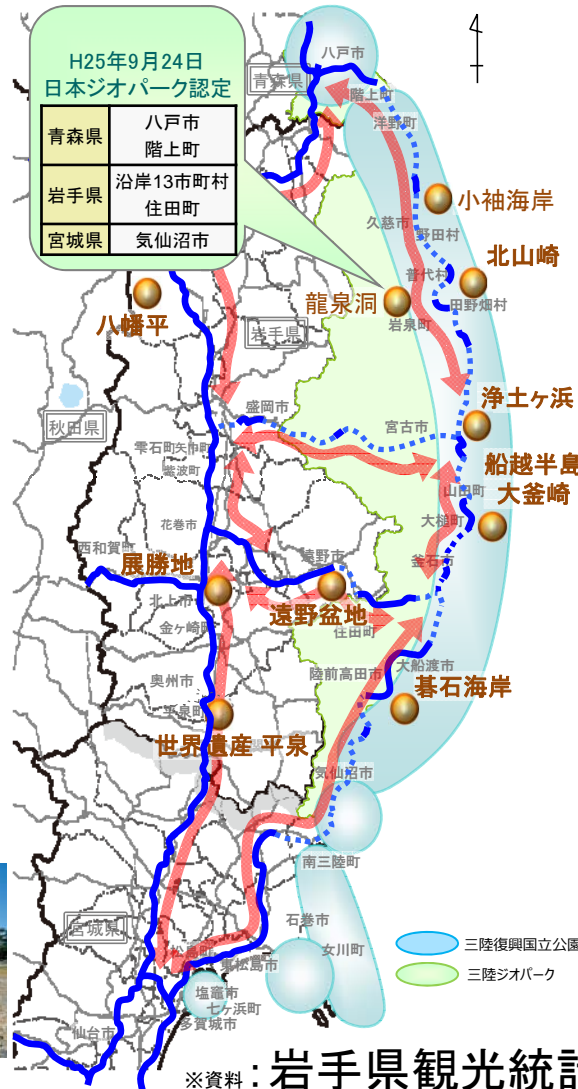 H25年9月24日
日本ジオパーク認定
青森県
八戸市
階上町
岩手県
沿岸13市町村
住田町
宮城県
気仙沼市
八戸市
青森県
階上町
洋野町
小袖海岸
久慈市
野田村
北山崎
普代村
田野畑村
龍泉洞
岩泉町
八幡平
岩手県
秋田県
盛岡市
宮古市
浄土ヶ浜
雫石町
矢巾町
紫波町
船越半島
大釜崎
山田町
大槌町
花巻市
西和賀町
遠野市
釜石市
展勝地
北上市
遠野盆地
金ヶ崎町
住田町
奥州市
陸前高田市
大船渡市
平泉町
碁石海岸
世界遺産 平泉
気仙沼市
南三陸町
宮城県
石巻市
女川町
松島町
東松島市
三陸復興国立公園
三陸ジオパーク
塩竈市
七ヶ浜町
多賀城市
仙台市
※資料：岩手県観光統計